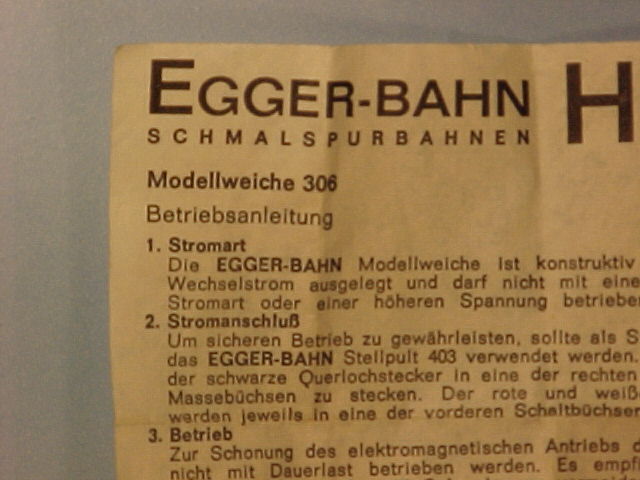 EGGER-BAHN H
SCHMALSPURBAHNEN
Modellweiche 306
Betriebsanleitung
1. Stromart
Die EGGER-BAHN Modellweiche ist konstruktiv
Wechselstrom ausgelegt und darf nicht mit eine
Stromart oder einer höheren Spannung betriebe
2. Stromanschluß
Um sicheren Betrieb zu gewährleisten, sollte als S
das EGGER-BAHN Stellpult 403 verwendet werden.
der schwarze Querlochstecker in eine der rechten
Massebüchsen zu stecken. Der rote und weiß
werden jeweils in eine der vorderen Schaltbüchser
3. Betrieb
Zur Schonung des elektromagnetischen Antriebs d
nicht mit Dauerlast betrieben werden. Es empf